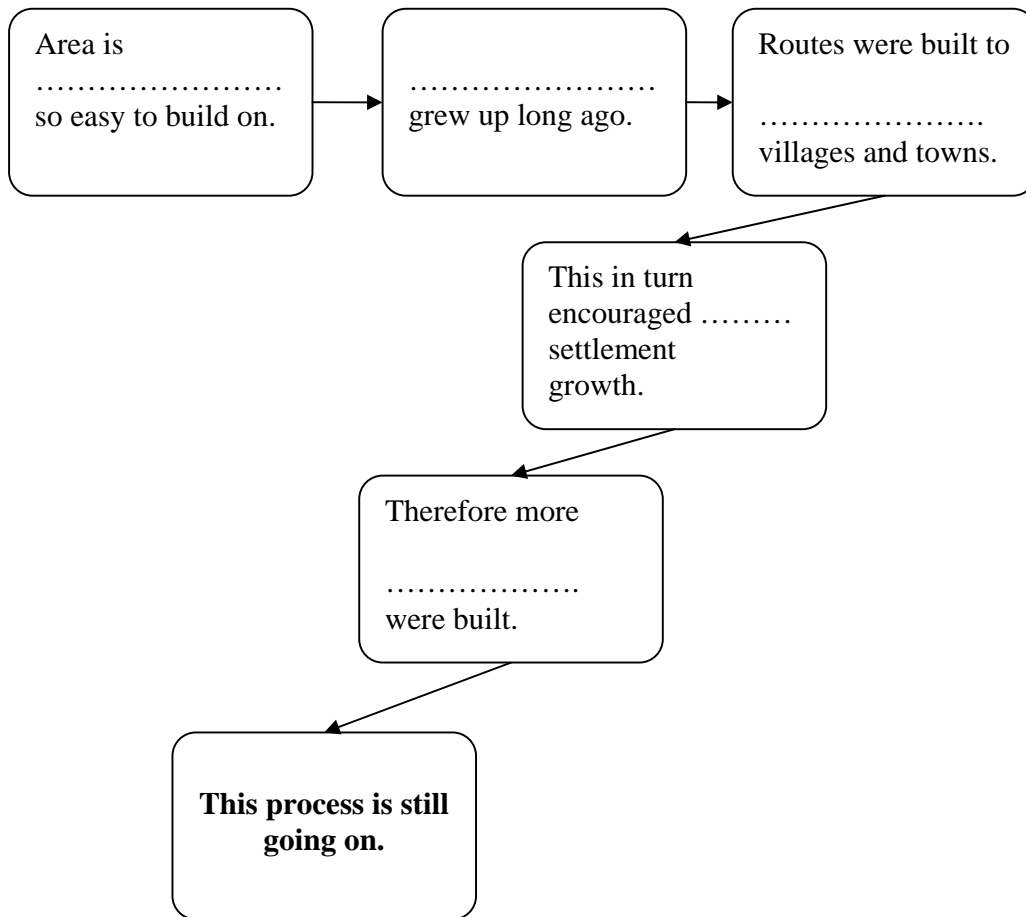 Area is
……………………
so easy to build on.
……………………
grew up long ago.
Routes were built to
………………….
villages and towns.
This in turn
encouraged ………
settlement
growth.
Therefore more
……………….
were built.
This process is still
going on.